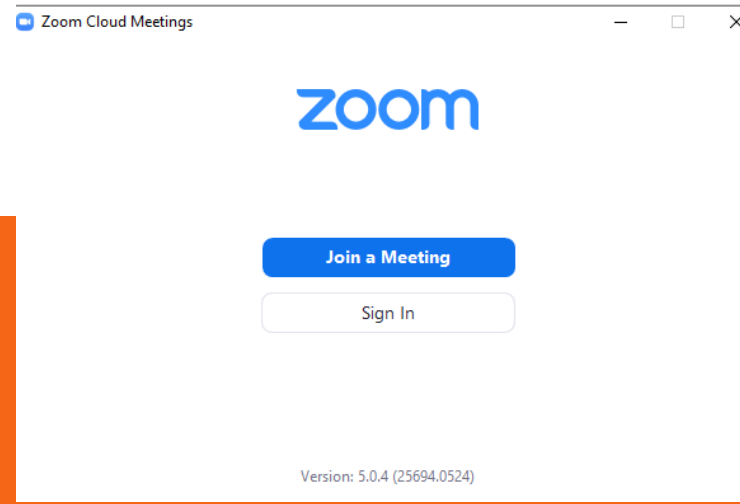 Zoom Cloud Meetings
zoom
Join a Meeting
Sign In
Version: 5.0.4 (25694.0524)